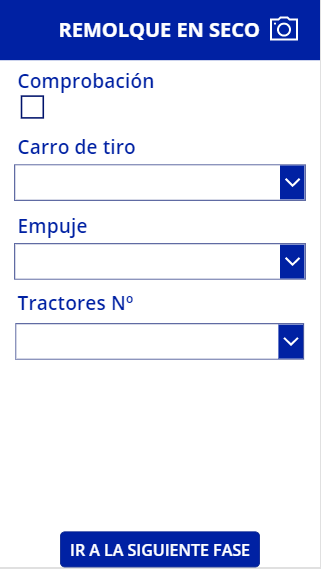 REMOLQUE EN SECO
Comprobación
Carro de tiro
Empuje
Tractores Nº
IR A LA SIGUIENTE FASE